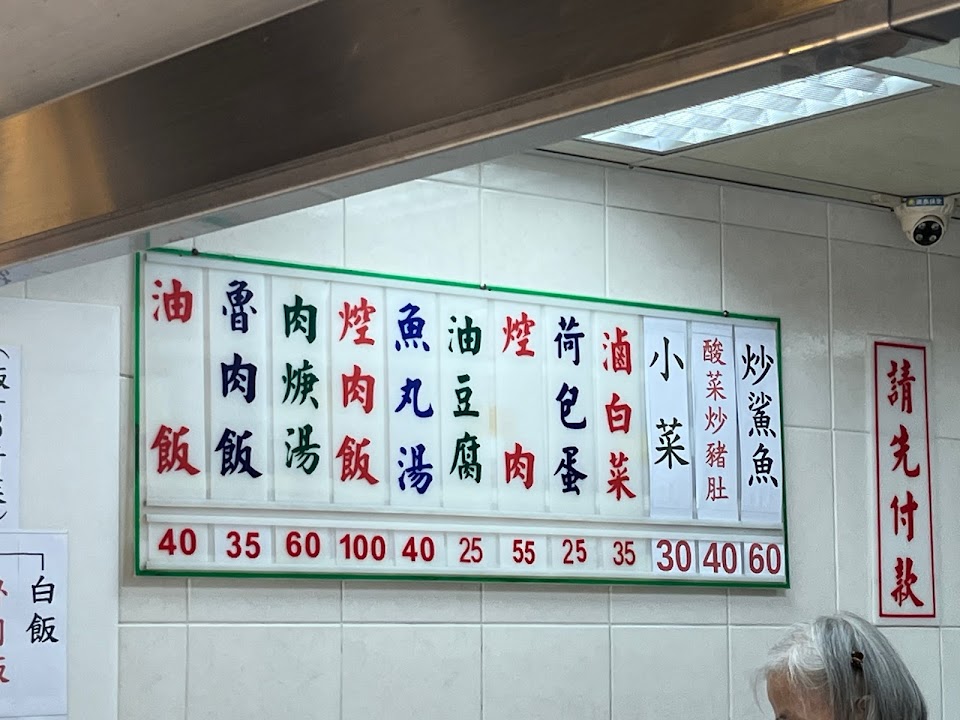 油飯
魯肉飯
肉焿湯
焢肉飯
魚丸湯
油豆腐
焢肉
荷包蛋
滷白菜
小菜
酸菜炒豬肚
炒鯊魚
40 35 60 100 40 25 55 25 35 30 40 60
請先付款
白飯